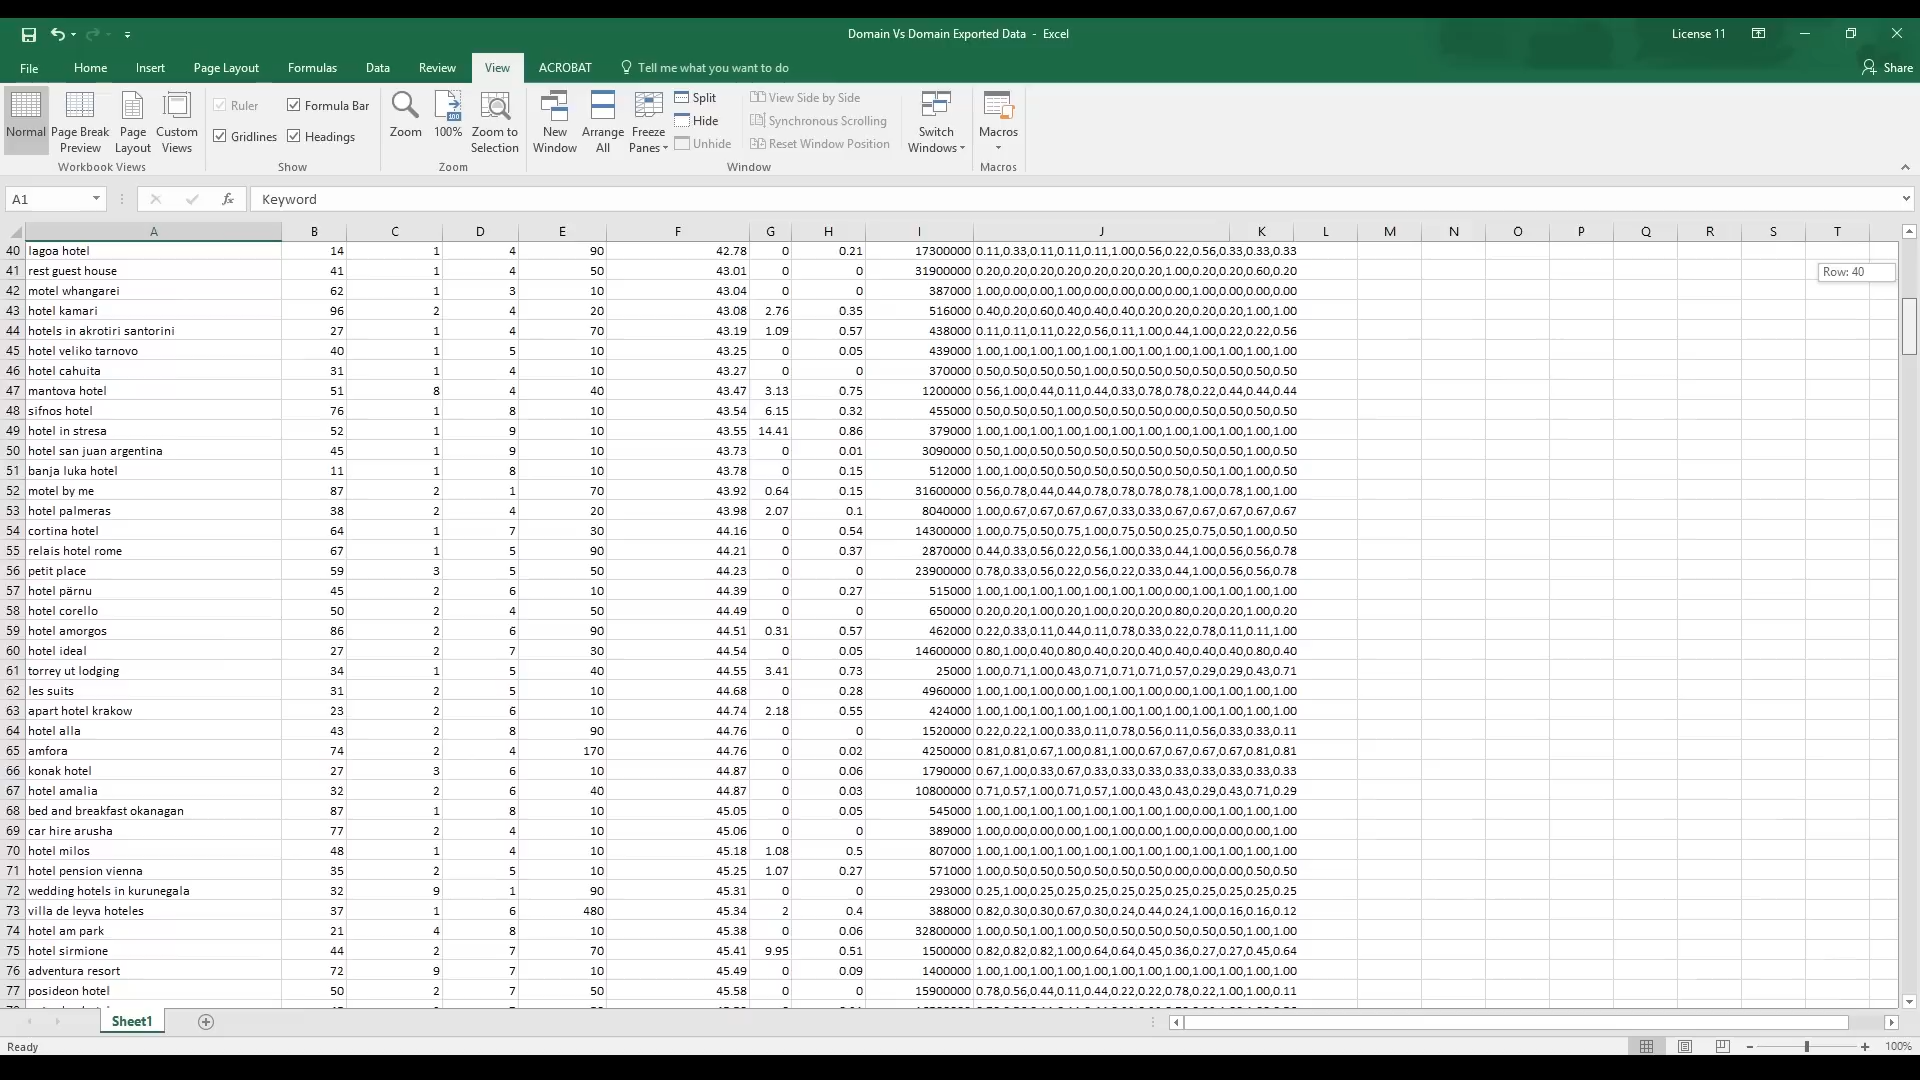 Domain Vs Domain Exported Data - Excel
License 11
File Home Insert Page Layout Formulas Data Review View ACROBAT Tell me what you want to do Share
Normal Page Break Preview Page Layout Custom Views
Workbook Views
Ruler Formula Bar
Gridlines Headings
Show
Zoom 100% Zoom to Selection
Zoom
New Window Arrange All Freeze Panes
Split
Hide
Unhide
View Side by Side
Synchronous Scrolling
Reset Window Position
Window
Switch Windows
Macros
Macros
A1 fx Keyword
A B C D E F G H I J K L M N O P Q R S T
40 lagoa hotel 14 1 4 90 42.78 0 0.21 17300000 0.11,0.33,0.11,0.11,0.11,1.00,0.56,0.22,0.56,0.33,0.33,0.33
41 rest guest house 41 1 4 50 43.01 0 0 31900000 0.20,0.20,0.20,0.20,0.20,0.20,1.00,0.20,0.20,0.60,0.20
Row: 40
42 motel whangarei 62 1 3 10 43.04 0 0 387000 1.00,0.00,0.00,1.00,0.00,0.00,0.00,0.00,1.00,0.00,0.00,0.00
43 hotel kamari 96 2 4 20 43.08 2.76 0.35 516000 0.40,0.20,0.60,0.40,0.40,0.40,0.20,0.20,0.20,0.20,1.00,1.00
44 hotels in akrotiri santorini 27 1 4 70 43.19 1.09 0.57 438000 0.11,0.11,0.11,0.22,0.56,0.11,1.00,0.44,1.00,0.22,0.22,0.56
45 hotel veliko tarnovo 40 1 5 10 43.25 0 0.05 439000 1.00,1.00,1.00,1.00,1.00,1.00,1.00,1.00,1.00,1.00,1.00,1.00
46 hotel cahuita 31 1 4 10 43.27 0 0 370000 0.50,0.50,0.50,0.50,1.00,0.50,0.50,0.50,0.50,0.50,0.50,0.50
47 mantova hotel 51 8 4 40 43.47 3.13 0.75 1200000 0.56,1.00,0.44,0.11,0.44,0.33,0.78,0.78,0.22,0.44,0.44,0.44
48 sifnos hotel 76 1 8 10 43.54 6.15 0.32 455000 0.50,0.50,0.50,1.00,0.50,0.50,0.50,0.00,0.50,0.50,0.50,0.50
49 hotel in stresa 52 1 9 10 43.55 14.41 0.86 379000 1.00,1.00,1.00,1.00,1.00,1.00,1.00,1.00,1.00,1.00,1.00,1.00
50 hotel san juan argentina 45 1 9 10 43.73 0 0.01 3090000 0.50,1.00,0.50,0.50,0.50,0.50,0.50,0.50,0.50,0.50,1.00,0.50
51 banja luka hotel 11 1 8 10 43.78 0 0.15 512000 1.00,1.00,0.50,0.50,0.50,0.50,0.50,0.50,0.50,1.00,0.50,0.50
52 motel by me 87 2 1 70 43.92 0.64 0.15 31600000 0.56,0.78,0.44,0.44,0.78,0.78,0.78,0.78,1.00,0.78,1.00,1.00
53 hotel palmeras 38 2 4 20 43.98 2.07 0.1 8040000 1.00,0.67,0.67,0.67,0.67,0.33,0.33,0.67,0.67,0.67,0.67,0.67
54 cortina hotel 64 1 7 30 44.16 0 0.54 14300000 1.00,0.75,0.50,0.75,1.00,0.75,0.50,0.25,0.75,0.50,1.00,0.50
55 relais hotel rome 67 1 5 90 44.21 0 0.37 2870000 0.44,0.33,0.56,0.22,0.56,1.00,0.33,0.44,1.00,0.56,0.56,0.78
56 petit place 59 3 5 50 44.23 0 0 23900000 0.78,0.33,0.56,0.22,0.56,0.22,0.33,0.44,1.00,0.56,0.56,0.78
57 hotel pärnu 45 2 6 10 44.39 0 0.27 515000 1.00,1.00,1.00,1.00,1.00,1.00,1.00,0.00,1.00,1.00,1.00,1.00
58 hotel corello 50 2 4 50 44.49 0 0 650000 0.20,0.20,1.00,0.20,1.00,0.20,0.20,0.80,0.20,0.20,1.00,0.20
59 hotel amorgos 86 2 6 90 44.51 0.31 0.57 462000 0.22,0.33,0.11,0.44,0.11,0.78,0.33,0.22,0.78,0.11,0.11,1.00
60 hotel ideal 27 2 7 30 44.54 0 0.05 14600000 0.80,1.00,0.40,0.80,0.40,0.20,0.40,0.40,0.40,0.40,0.80,0.40
61 torrey ut lodging 34 1 5 40 44.55 3.41 0.73 25000 1.00,0.71,1.00,0.43,0.71,0.71,0.71,0.57,0.29,0.29,0.43,0.71
62 les suits 31 2 5 10 44.68 0 0.28 4960000 1.00,1.00,1.00,0.00,1.00,1.00,1.00,0.00,1.00,1.00,1.00,1.00
63 apart hotel krakow 23 2 6 10 44.74 2.18 0.55 424000 1.00,1.00,1.00,1.00,1.00,1.00,1.00,1.00,1.00,1.00,1.00,1.00
64 hotel alla 43 2 8 90 44.76 0 0 1520000 0.22,0.22,1.00,0.33,0.11,0.78,0.56,0.11,0.56,0.33,0.33,0.11
65 amfora 74 2 4 170 44.76 0 0.02 4250000 0.81,0.81,0.67,1.00,0.81,1.00,0.67,0.67,0.67,0.67,0.81,0.81
66 konak hotel 27 3 6 10 44.87 0 0.06 1790000 0.67,1.00,0.33,0.67,0.33,0.33,0.33,0.33,0.33,0.33,0.33,0.33
67 hotel amalia 32 2 6 40 44.87 0 0.03 10800000 0.71,0.57,1.00,0.71,0.57,1.00,0.43,0.43,0.29,0.43,0.71,0.29
68 bed and breakfast okanagan 87 1 8 10 45.05 0 0.05 545000 1.00,1.00,1.00,1.00,1.00,1.00,1.00,1.00,1.00,1.00,1.00,1.00
69 car hire arusha 77 2 4 10 45.06 0 0 389000 1.00,0.00,0.00,0.00,1.00,1.00,0.00,1.00,0.00,0.00,0.00,1.00
70 hotel milos 48 1 4 10 45.18 1.08 0.5 807000 1.00,1.00,1.00,1.00,1.00,1.00,1.00,1.00,1.00,1.00,1.00,1.00
71 hotel pension vienna 35 2 5 10 45.25 1.07 0.27 571000 1.00,0.50,0.50,0.50,0.50,0.50,0.50,0.00,0.00,0.00,0.50,0.50
72 wedding hotels in kurunegala 32 9 1 90 45.31 0 0 293000 0.25,1.00,0.25,0.25,0.25,0.25,0.25,0.25,0.25,0.25,0.25,0.25
73 villa de leyva hoteles 37 1 6 480 45.34 2 0.4 388000 0.82,0.30,0.30,0.67,0.30,0.24,0.44,0.24,1.00,0.16,0.16,0.12
74 hotel am park 21 4 8 10 45.38 0 0.06 32800000 1.00,0.50,1.00,0.50,1.00,0.50,0.50,0.50,0.50,0.50,1.00,1.00
75 hotel sirmione 44 2 7 70 45.41 9.95 0.51 1500000 0.82,0.82,0.82,1.00,0.64,0.64,0.45,0.36,0.27,0.27,0.45,0.64
76 adventura resort 72 9 7 10 45.49 0 0.09 1400000 1.00,1.00,1.00,1.00,1.00,1.00,1.00,1.00,1.00,1.00,1.00,1.00
77 posideon hotel 50 2 7 50 45.58 0 0 15900000 0.78,0.56,0.44,0.11,0.44,0.22,0.22,0.78,0.22,1.00,1.00,0.11
Sheet1
Ready 100%